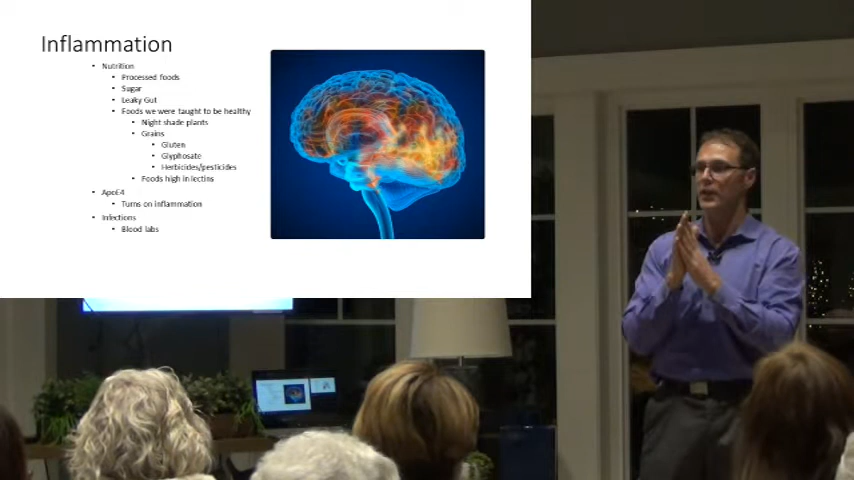 Inflammation
Nutrition
Processed foods
Sugar
Leaky Gut
Foods we were taught to be healthy
Night shade plants
Grains
Gluten
Glyphosate
Herbicides/pesticides
Foods high in lectins
ApoE4
Turns on inflammation
Infections
Blood labs